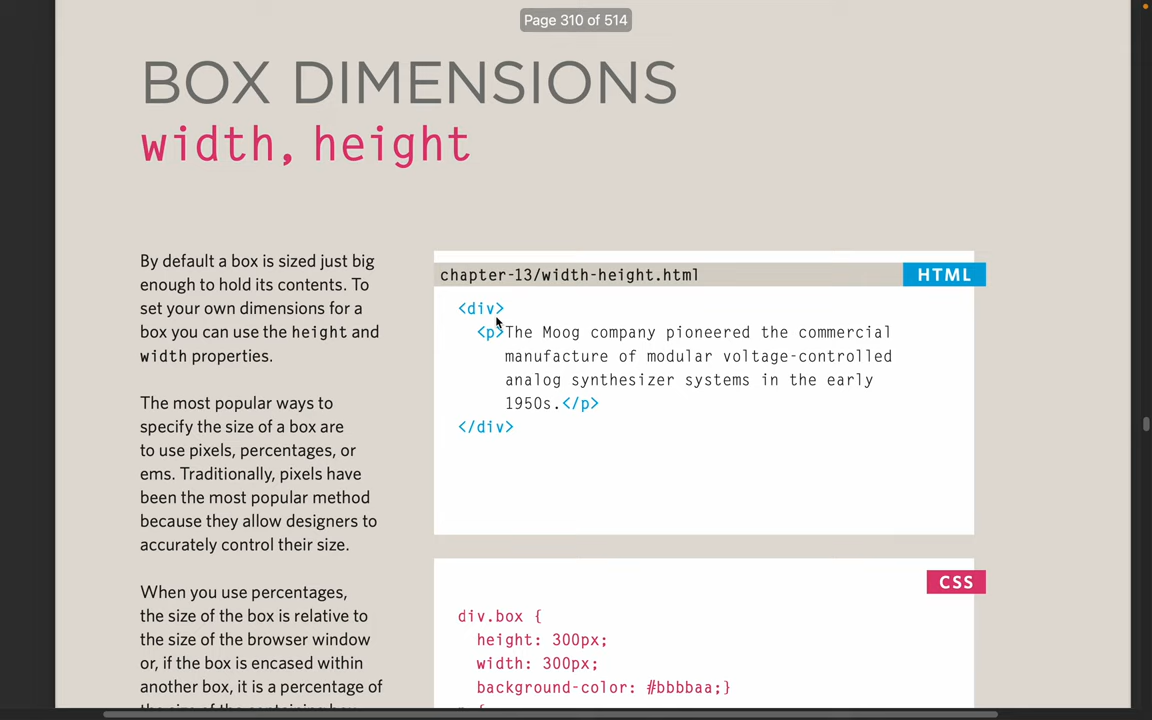 Page 310 of 514
BOX DIMENSIONS
width, height
By default a box is sized just big
enough to hold its contents. To
set your own dimensions for a
box you can use the height and
width properties.
The most popular ways to
specify the size of a box are
to use pixels, percentages, or
ems. Traditionally, pixels have
been the most popular method
because they allow designers to
accurately control their size.
When you use percentages,
the size of the box is relative to
the size of the browser window
or, if the box is encased within
another box, it is a percentage of
chapter-13/width-height.html
HTML
<div>
<p>The Moog company pioneered the commercial
manufacture of modular voltage-controlled
analog synthesizer systems in the early
1950s.</p>
</div>
CSS
div.box {
height: 300px;
width: 300px;
background-color: #bbbbaa;}